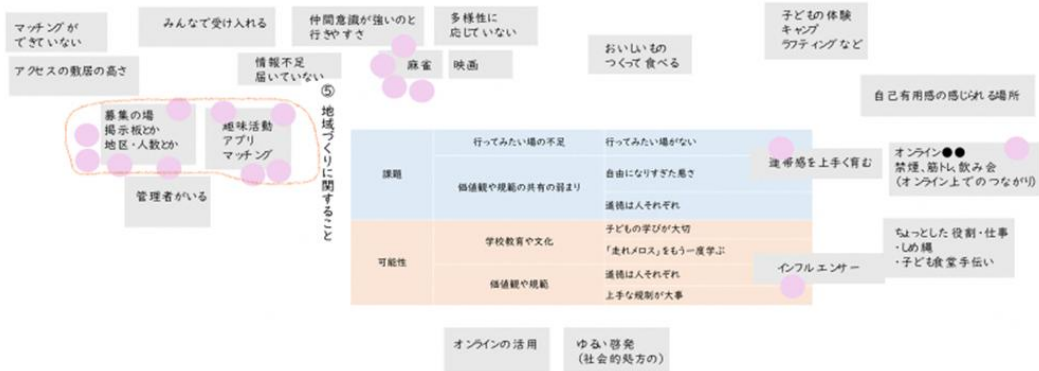 マッチングが
できていない
みんなで受け入れる
仲間意識が強いのと
行きやすさ
多様性に
応じていない
子どもの体験
キャンプ
ラフティングなど
アクセスの敷居の高さ
情報不足
届いていない
麻雀
映画
おいしいもの
つくって食べる
自己有用感の感じられる場所
募集の場
掲示板とか
地区・人数とか
趣味活動
アプリ
マッチング
管理者がいる
⑤ 地域づくりに関すること
課題
行ってみたい場の不足
行ってみたい場がない
価値観や規範の共有の弱まり
自由になりすぎた悪さ
道徳は人それぞれ
可能性
学校教育や文化
子どもの学びが大切
「走れメロス」をもう一度学ぶ
価値観や規範
道徳は人それぞれ
上手な規制が大事
連帯感を上手く育む
オンライン●●
禁煙、筋トレ、飲み会
(オンライン上でのつながり)
インフルエンサー
ちょっとした役割・仕事
・しめ縄
・子ども食堂手伝い
オンラインの活用
ゆるい啓発
(社会的処方の)